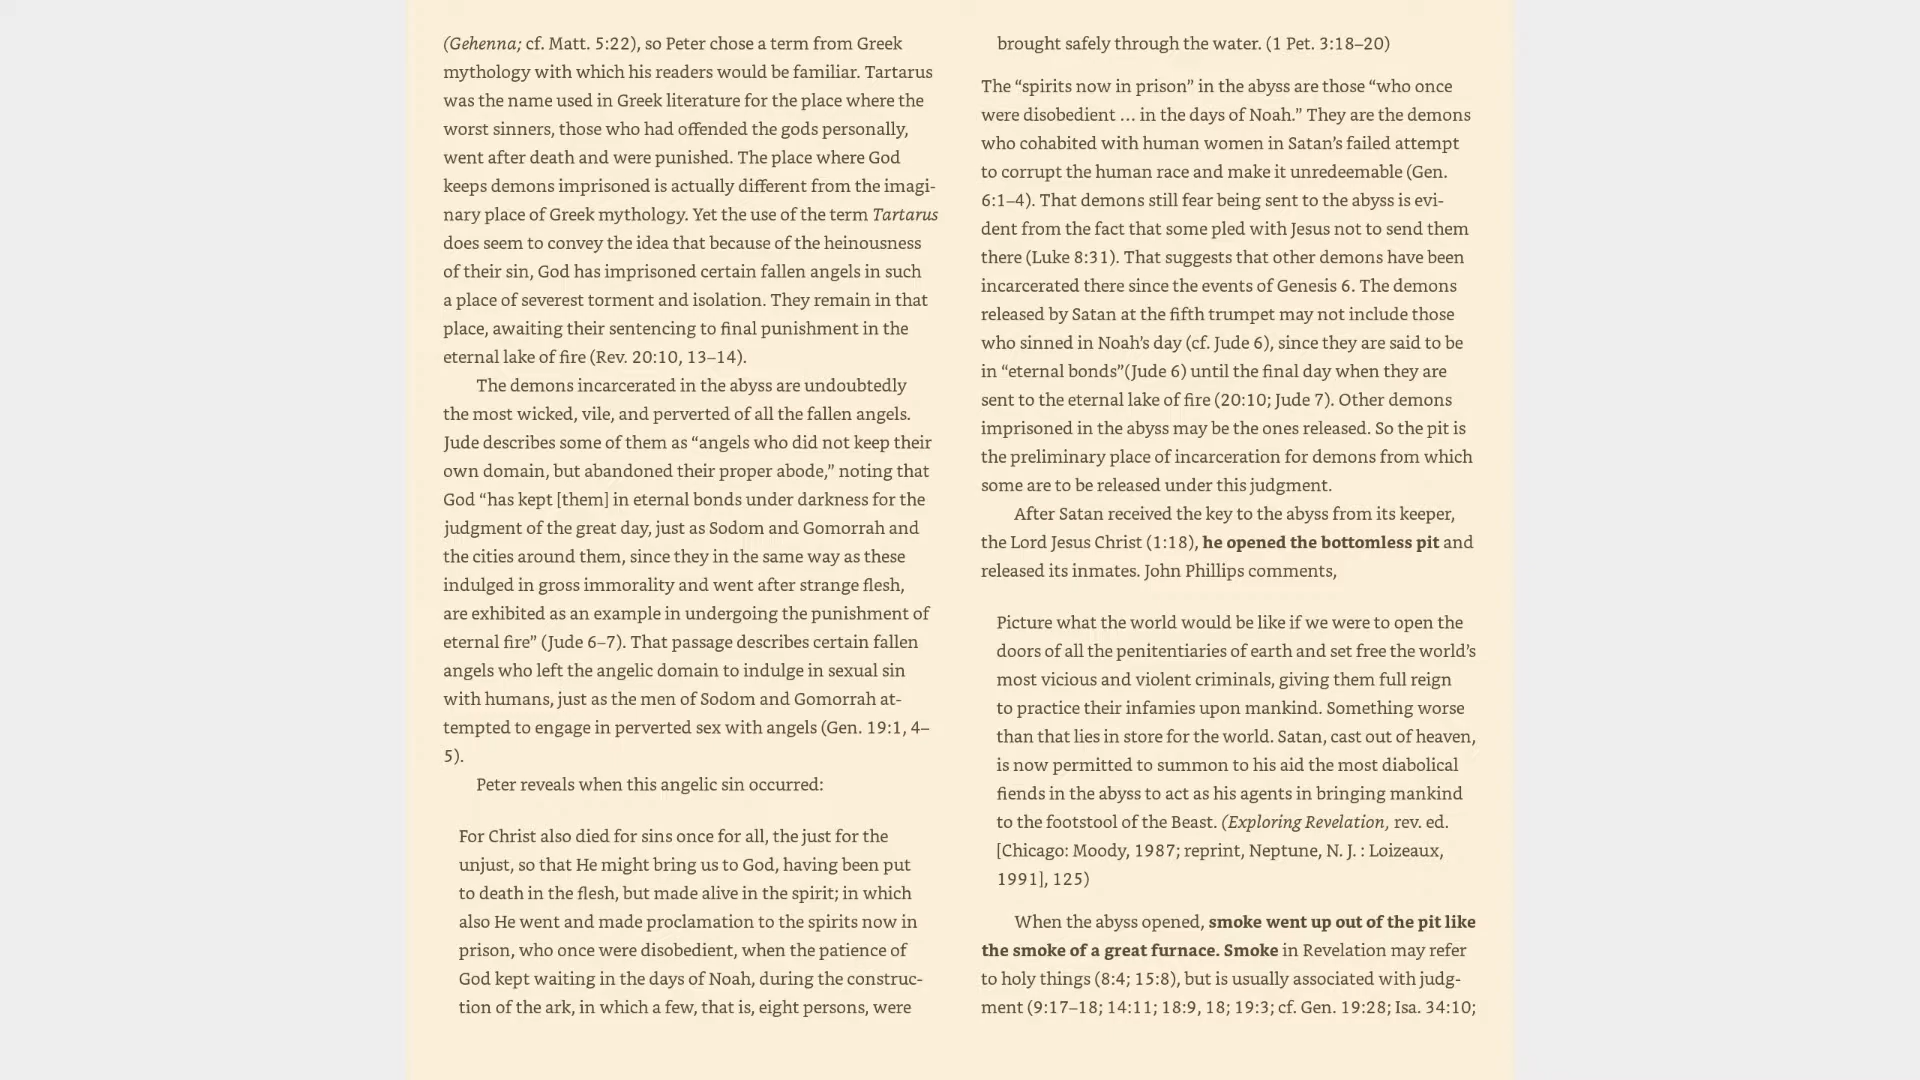 (Gehenna; cf. Matt. 5:22), so Peter chose a term from Greek
mythology with which his readers would be familiar. Tartarus
was the name used in Greek literature for the place where the
worst sinners, those who had offended the gods personally,
went after death and were punished. The place where God
keeps demons imprisoned is actually different from the imagi-
nary place of Greek mythology. Yet the use of the term Tartarus
does seem to convey the idea that because of the heinousness
of their sin, God has imprisoned certain fallen angels in such
a place of severest torment and isolation. They remain in that
place, awaiting their sentencing to final punishment in the
eternal lake of fire (Rev. 20:10, 13–14).
The demons incarcerated in the abyss are undoubtedly
the most wicked, vile, and perverted of all the fallen angels.
Jude describes some of them as “angels who did not keep their
own domain, but abandoned their proper abode,” noting that
God “has kept [them] in eternal bonds under darkness for the
judgment of the great day, just as Sodom and Gomorrah and
the cities around them, since they in the same way as these
indulged in gross immorality and went after strange flesh,
are exhibited as an example in undergoing the punishment of
eternal fire” (Jude 6–7). That passage describes certain fallen
angels who left the angelic domain to indulge in sexual sin
with humans, just as the men of Sodom and Gomorrah at-
tempted to engage in perverted sex with angels (Gen. 19:1, 4–
5).
Peter reveals when this angelic sin occurred:
For Christ also died for sins once for all, the just for the
unjust, so that He might bring us to God, having been put
to death in the flesh, but made alive in the spirit; in which
also He went and made proclamation to the spirits now in
prison, who once were disobedient, when the patience of
God kept waiting in the days of Noah, during the construc-
tion of the ark, in which a few, that is, eight persons, were
brought safely through the water. (1 Pet. 3:18–20)
The “spirits now in prison” in the abyss are those “who once
were disobedient … in the days of Noah.” They are the demons
who cohabited with human women in Satan’s failed attempt
to corrupt the human race and make it unredeemable (Gen.
6:1–4). That demons still fear being sent to the abyss is evi-
dent from the fact that some pled with Jesus not to send them
there (Luke 8:31). That suggests that other demons have been
incarcerated there since the events of Genesis 6. The demons
released by Satan at the fifth trumpet may not include those
who sinned in Noah’s day (cf. Jude 6), since they are said to be
in “eternal bonds”(Jude 6) until the final day when they are
sent to the eternal lake of fire (20:10; Jude 7). Other demons
imprisoned in the abyss may be the ones released. So the pit is
the preliminary place of incarceration for demons from which
some are to be released under this judgment.
After Satan received the key to the abyss from its keeper,
the Lord Jesus Christ (1:18), he opened the bottomless pit and
released its inmates. John Phillips comments,
Picture what the world would be like if we were to open the
doors of all the penitentiaries of earth and set free the world’s
most vicious and violent criminals, giving them full reign
to practice their infamies upon mankind. Something worse
than that lies in store for the world. Satan, cast out of heaven,
is now permitted to summon to his aid the most diabolical
fiends in the abyss to act as his agents in bringing mankind
to the footstool of the Beast. (Exploring Revelation, rev. ed.
[Chicago: Moody, 1987; reprint, Neptune, N. J. : Loizeaux,
1991], 125)
When the abyss opened, smoke went up out of the pit like
the smoke of a great furnace. Smoke in Revelation may refer
to holy things (8:4; 15:8), but is usually associated with judg-
ment (9:17–18; 14:11; 18:9, 18; 19:3; cf. Gen. 19:28; Isa. 34:10;